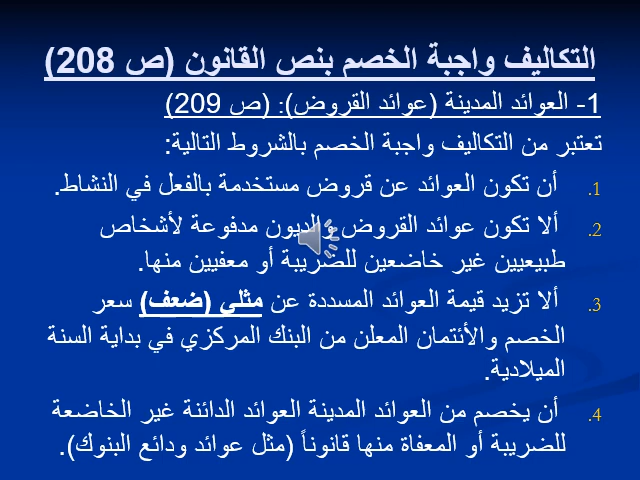 التكاليف واجبة الخصم بنص القانون (ص 208)
1- العوائد المدينة (عوائد القروض): (ص 209)
تعتبر من التكاليف واجبة الخصم بالشروط التالية:
1. أن تكون العوائد عن قروض مستخدمة بالفعل في النشاط.
2. ألا تكون عوائد القروض والديون مدفوعة لأشخاص
طبيعيين غير خاضعين للضريبة أو معفيين منها.
3. ألا تزيد قيمة العوائد المسددة عن مثلي (ضعف) سعر
الخصم والأئتمان المعلن من البنك المركزي في بداية السنة
الميلادية.
4. أن يخصم من العوائد المدينة العوائد الدائنة غير الخاضعة
للضريبة أو المعفاة منها قانوناً (مثل عوائد ودائع البنوك).